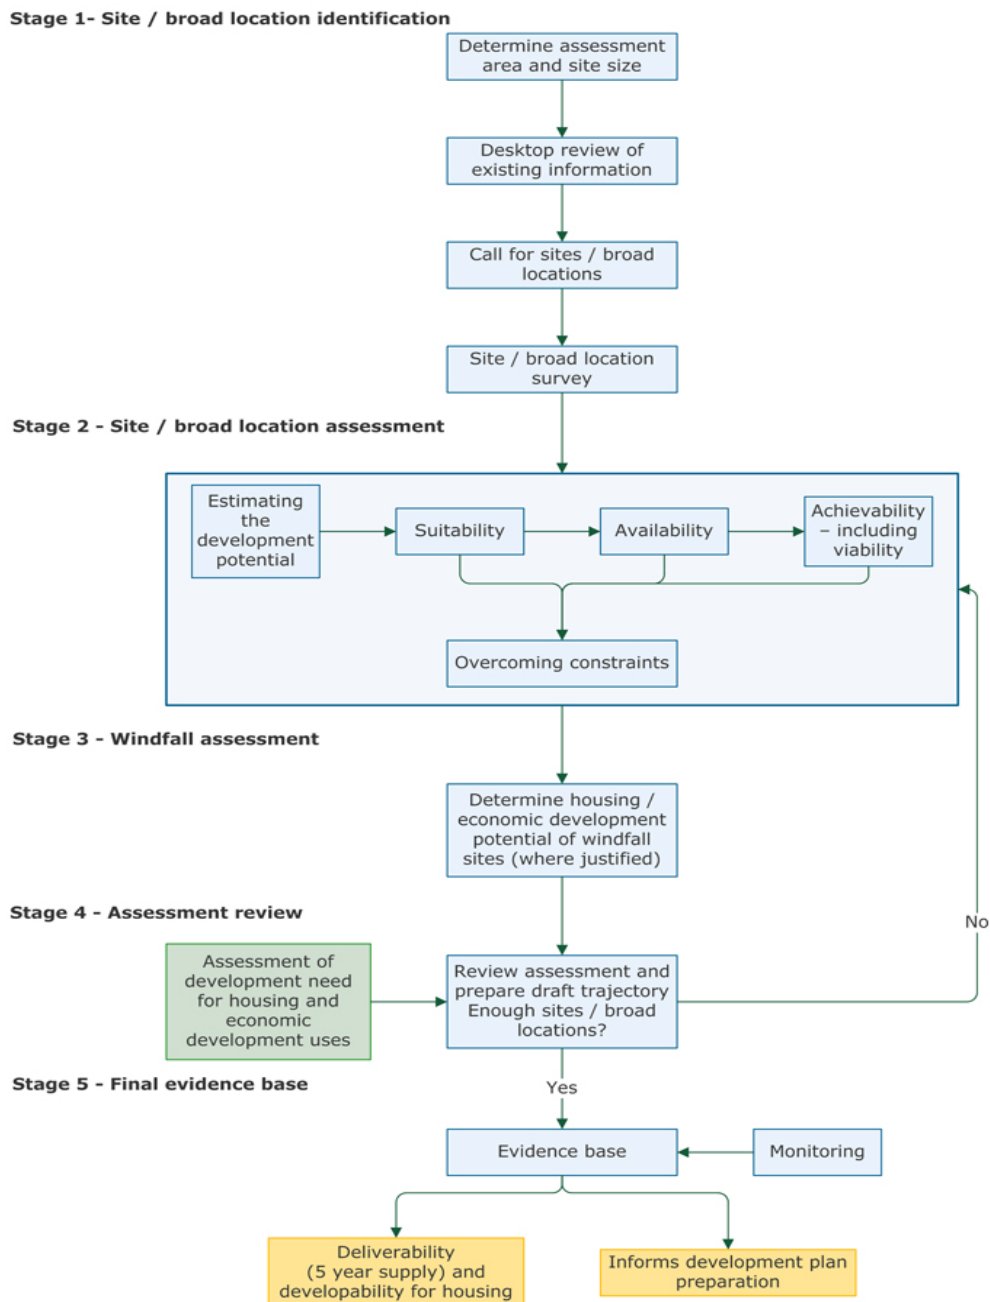 Stage 1- Site / broad location identification
Determine assessment
area and site size
Desktop review of
existing information
Call for sites / broad
locations
Site / broad location
survey
Stage 2 - Site / broad location assessment
Estimating
the
development
potential
Suitability
Availability
Achievability
– including
viability
Overcoming constraints
Stage 3 - Windfall assessment
Determine housing /
economic development
potential of windfall
sites (where justified)
Stage 4 - Assessment review
No
Assessment of
development need
for housing and
economic
development uses
Review assessment and
prepare draft trajectory
Enough sites / broad
locations?
Stage 5 - Final evidence base
Yes
Evidence base
Monitoring
Deliverability
(5 year supply) and
developability for housing
Informs development plan
preparation